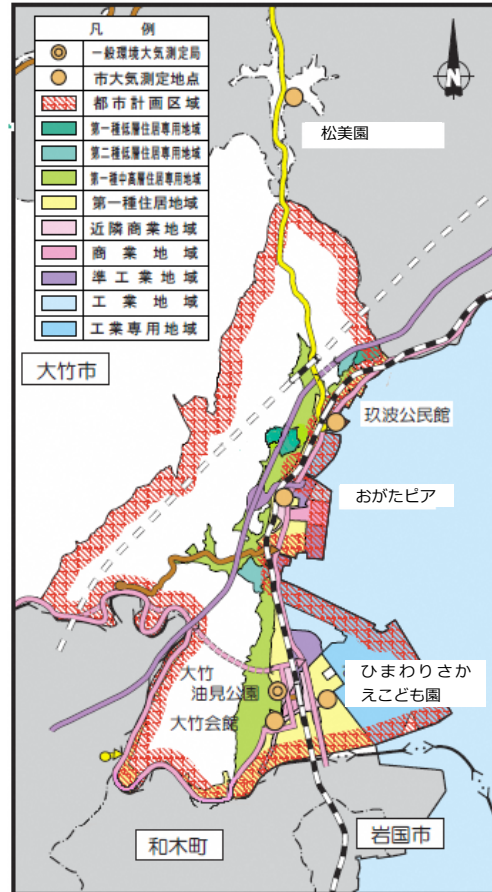 凡例
一般環境大気測定局
市大気測定地点
都市計画区域
第一種低層住居専用地域
第二種低層住居専用地域
第一種中高層住居専用地域
第一種住居地域
近隣商業地域
商業地域
準工業地域
工業地域
工業専用地域
N
松美園
大竹市
玖波公民館
おがたピア
ひまわりさか
えこども園
大竹
油見公園
大竹会館
和木町
岩国市